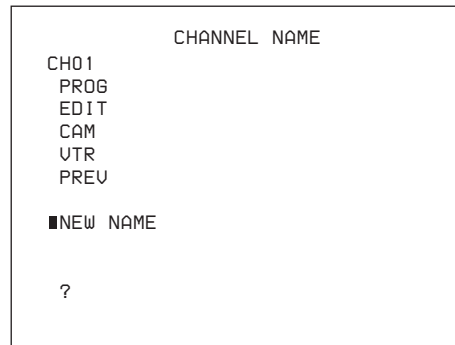 CHANNEL NAME
CH01
PROG
EDIT
CAM
VTR
PREV
NEW NAME
?